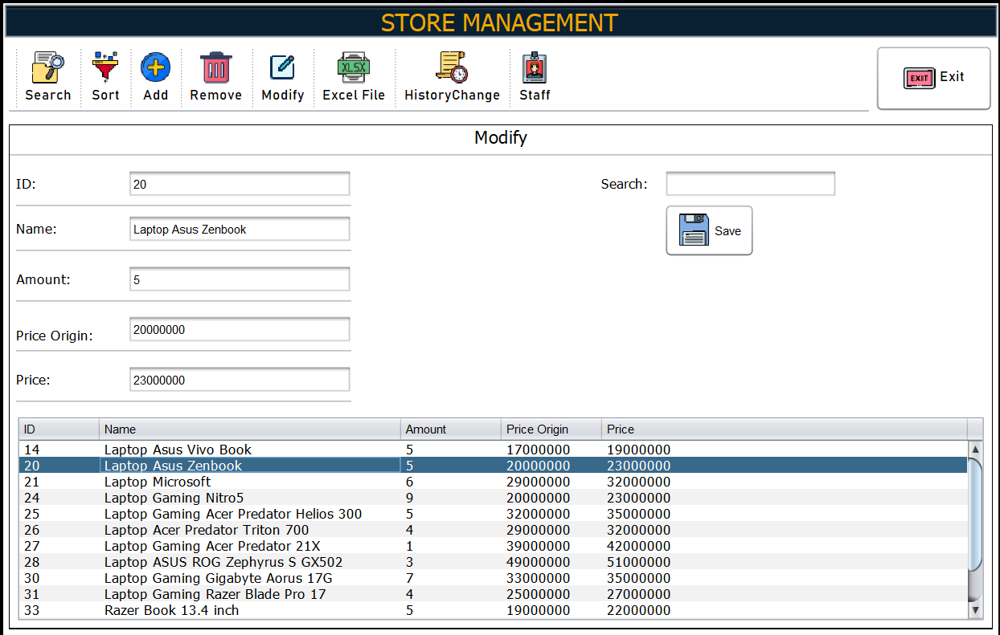 STORE MANAGEMENT
Search Sort Add Remove Modify XLSX Excel File HistoryChange Staff EXIT Exit
Modify
ID: 20 Search:
Name: Laptop Asus Zenbook Save
Amount: 5
Price Origin: 20000000
Price: 23000000
ID Name Amount Price Origin Price
14 Laptop Asus Vivo Book 5 17000000 19000000
20 Laptop Asus Zenbook 5 20000000 23000000
21 Laptop Microsoft 6 29000000 32000000
24 Laptop Gaming Nitro5 9 20000000 23000000
25 Laptop Gaming Acer Predator Helios 300 5 32000000 35000000
26 Laptop Acer Predator Triton 700 4 29000000 32000000
27 Laptop Gaming Acer Predator 21X 1 39000000 42000000
28 Laptop ASUS ROG Zephyrus S GX502 3 49000000 51000000
30 Laptop Gaming Gigabyte Aorus 17G 7 33000000 35000000
31 Laptop Gaming Razer Blade Pro 17 4 25000000 27000000
33 Razer Book 13.4 inch 5 19000000 22000000